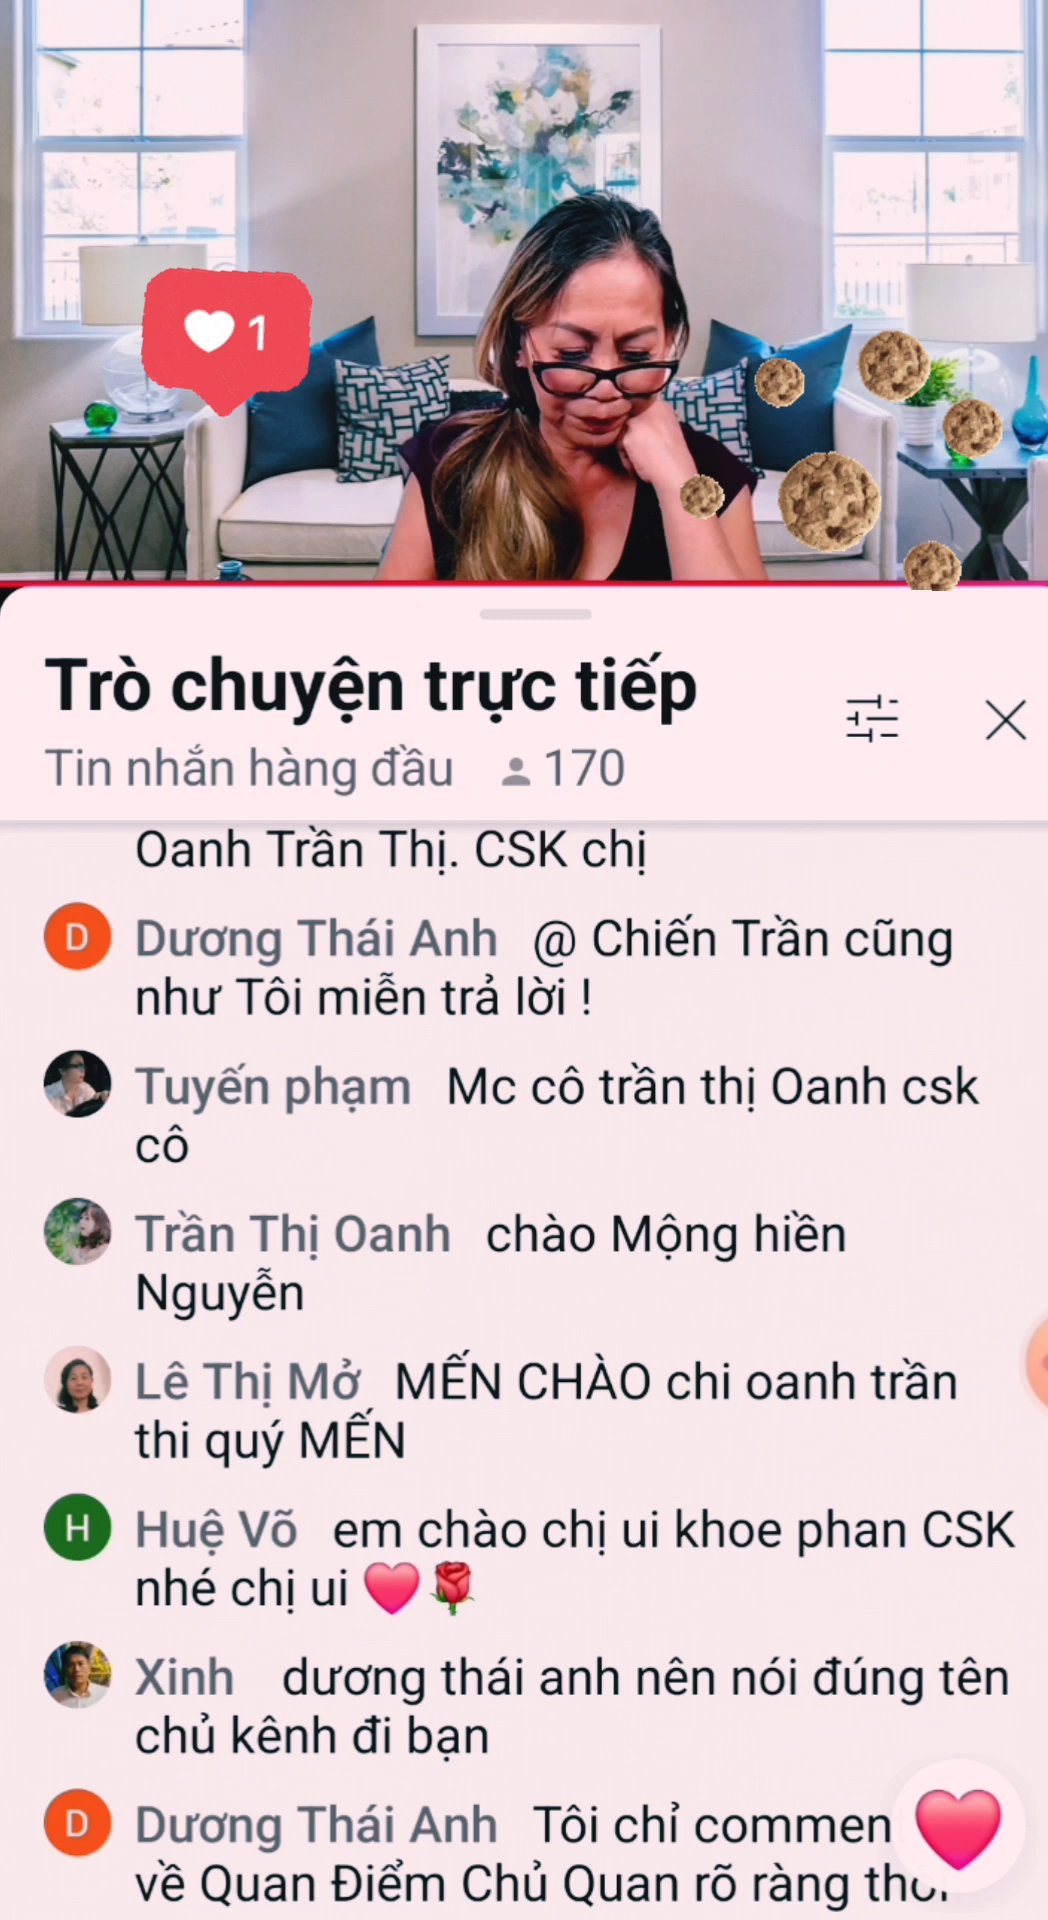 1
Trò chuyện trực tiếp
Tin nhắn hàng đầu 170
Oanh Trần Thị. CSK chị
D Dương Thái Anh @ Chiến Trần cũng
như Tôi miễn trả lời !
Tuyến phạm Mc cô trần thị Oanh csk
cô
Trần Thị Oanh chào Mộng hiền
Nguyễn
Lê Thị Mở MẾN CHÀO chi oanh trần
thi quý MẾN
H Huệ Võ em chào chị ui khoe phan CSK
nhé chị ui 💗🌹
Xinh dương thái anh nên nói đúng tên
chủ kênh đi bạn
D Dương Thái Anh Tôi chỉ commen
về Quan Điểm Chủ Quan rõ ràng